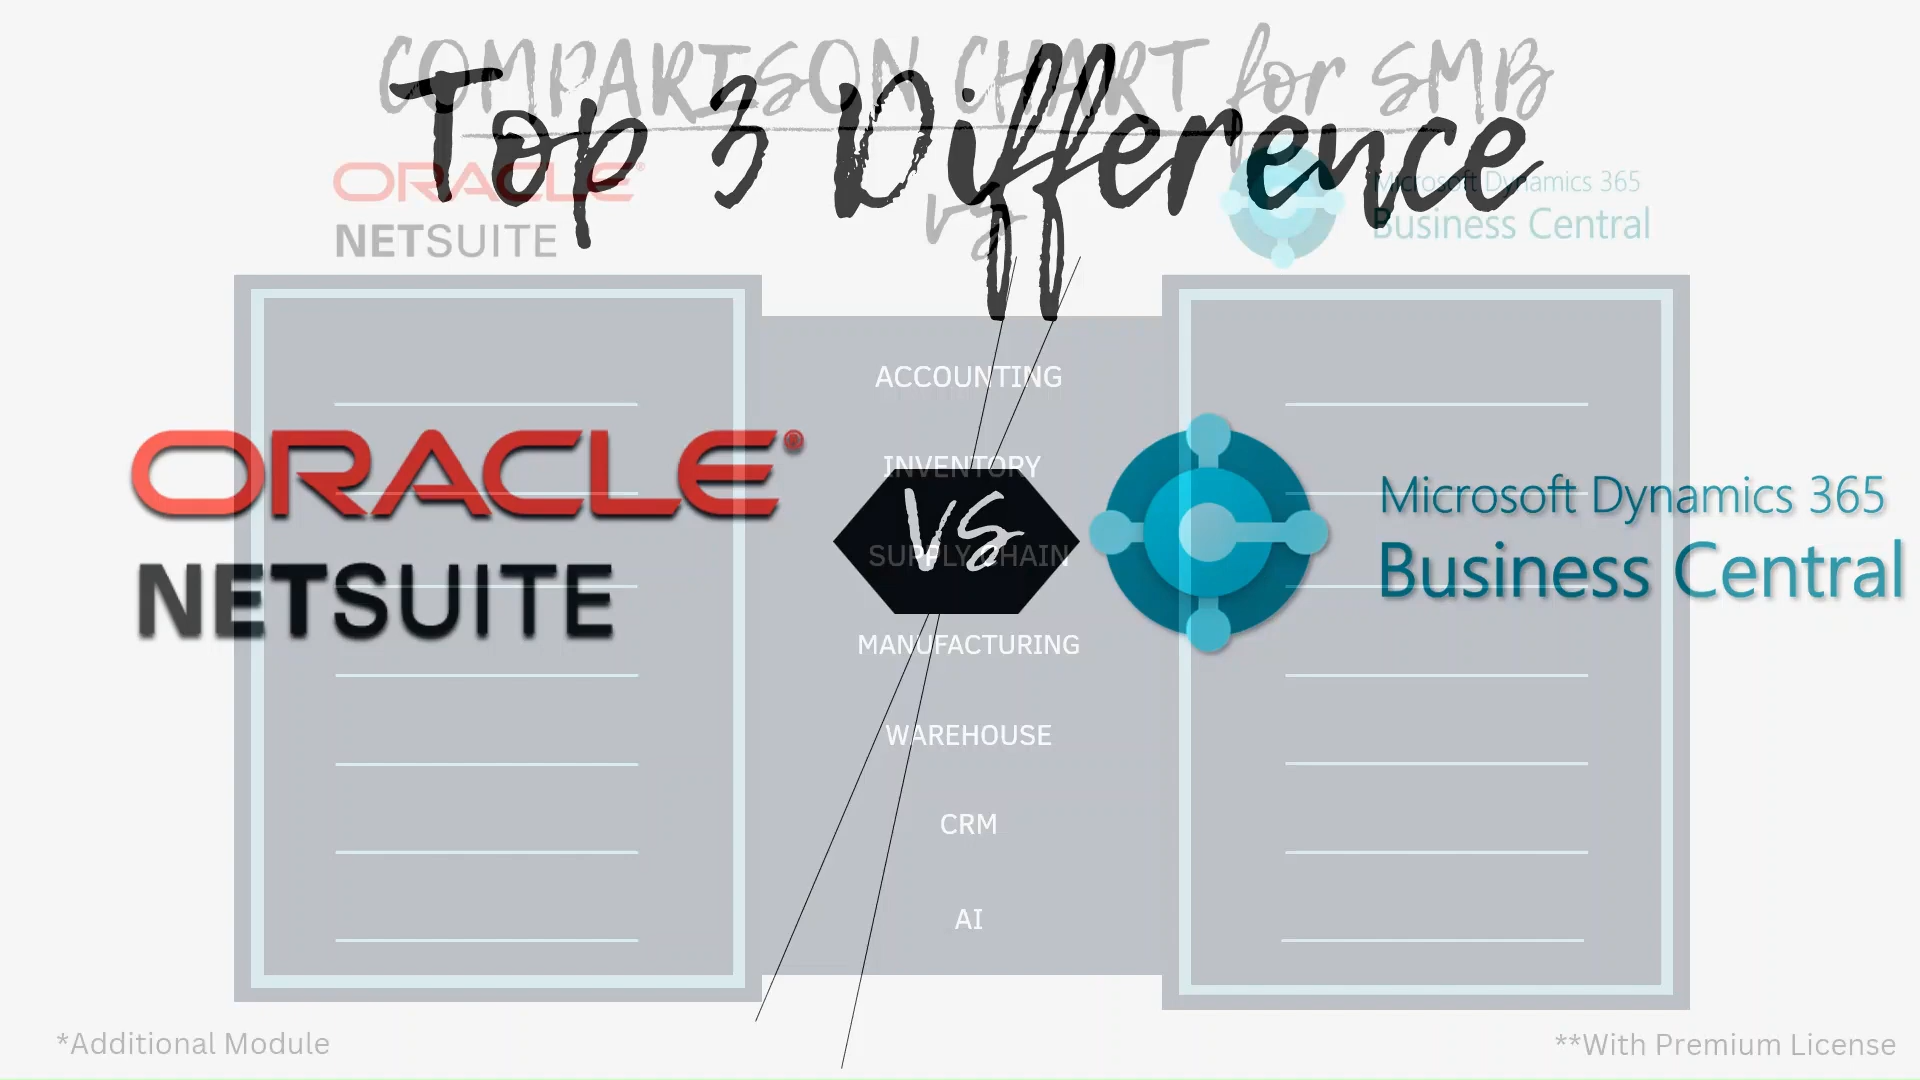 COMPARISON CHART for SMB
Top 3 Difference
ORACLE®
NETSUITE
vs
Microsoft Dynamics 365
Business Central
ACCOUNTING
INVENTORY
SUPPLY CHAIN
MANUFACTURING
WAREHOUSE
CRM
AI
ORACLE®
NETSUITE
VS
Microsoft Dynamics 365
Business Central
*Additional Module
**With Premium License